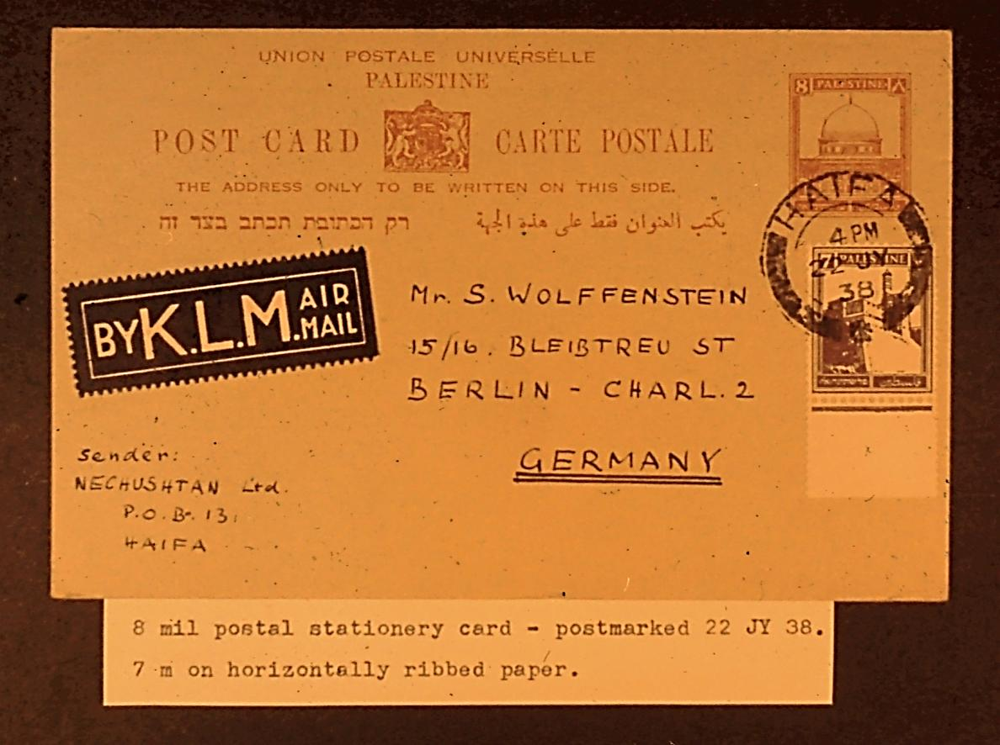 UNION POSTALE UNIVERSELLE
PALESTINE
POST CARD CARTE POSTALE
THE ADDRESS ONLY TO BE WRITTEN ON THIS SIDE.
רק הכתובת תכתב בצד זה
يكتب العنوان فقط على هذه الجهة
8 PALESTINE ٨
HAIFA
4 PM
22 JY
38
7 PALESTINE
فلسطين
BY K.L.M. AIR MAIL
Mr. S. WOLFFENSTEIN
15/16. BLEIBTREU ST
BERLIN - CHARL. 2
GERMANY
Sender:
NECHUSHTAN Ltd.
P.O.B. 13.
HAIFA
8 mil postal stationery card - postmarked 22 JY 38.
7 m on horizontally ribbed paper.